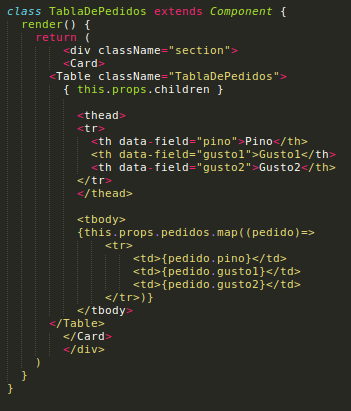 class TablaDePedidos extends Component {
render() {
return (
<div className="section">
<Card>
<Table className="TablaDePedidos">
{ this.props.children }
<thead>
<tr>
<th data-field="pino">Pino</th>
<th data-field="gusto1">Gusto1</th>
<th data-field="gusto2">Gusto2</th>
</tr>
</thead>
<tbody>
{this.props.pedidos.map((pedido)=>
<tr>
<td>{pedido.pino}</td>
<td>{pedido.gusto1}</td>
<td>{pedido.gusto2}</td>
</tr>)}
</tbody>
</Table>
</Card>
</div>
)
}
}